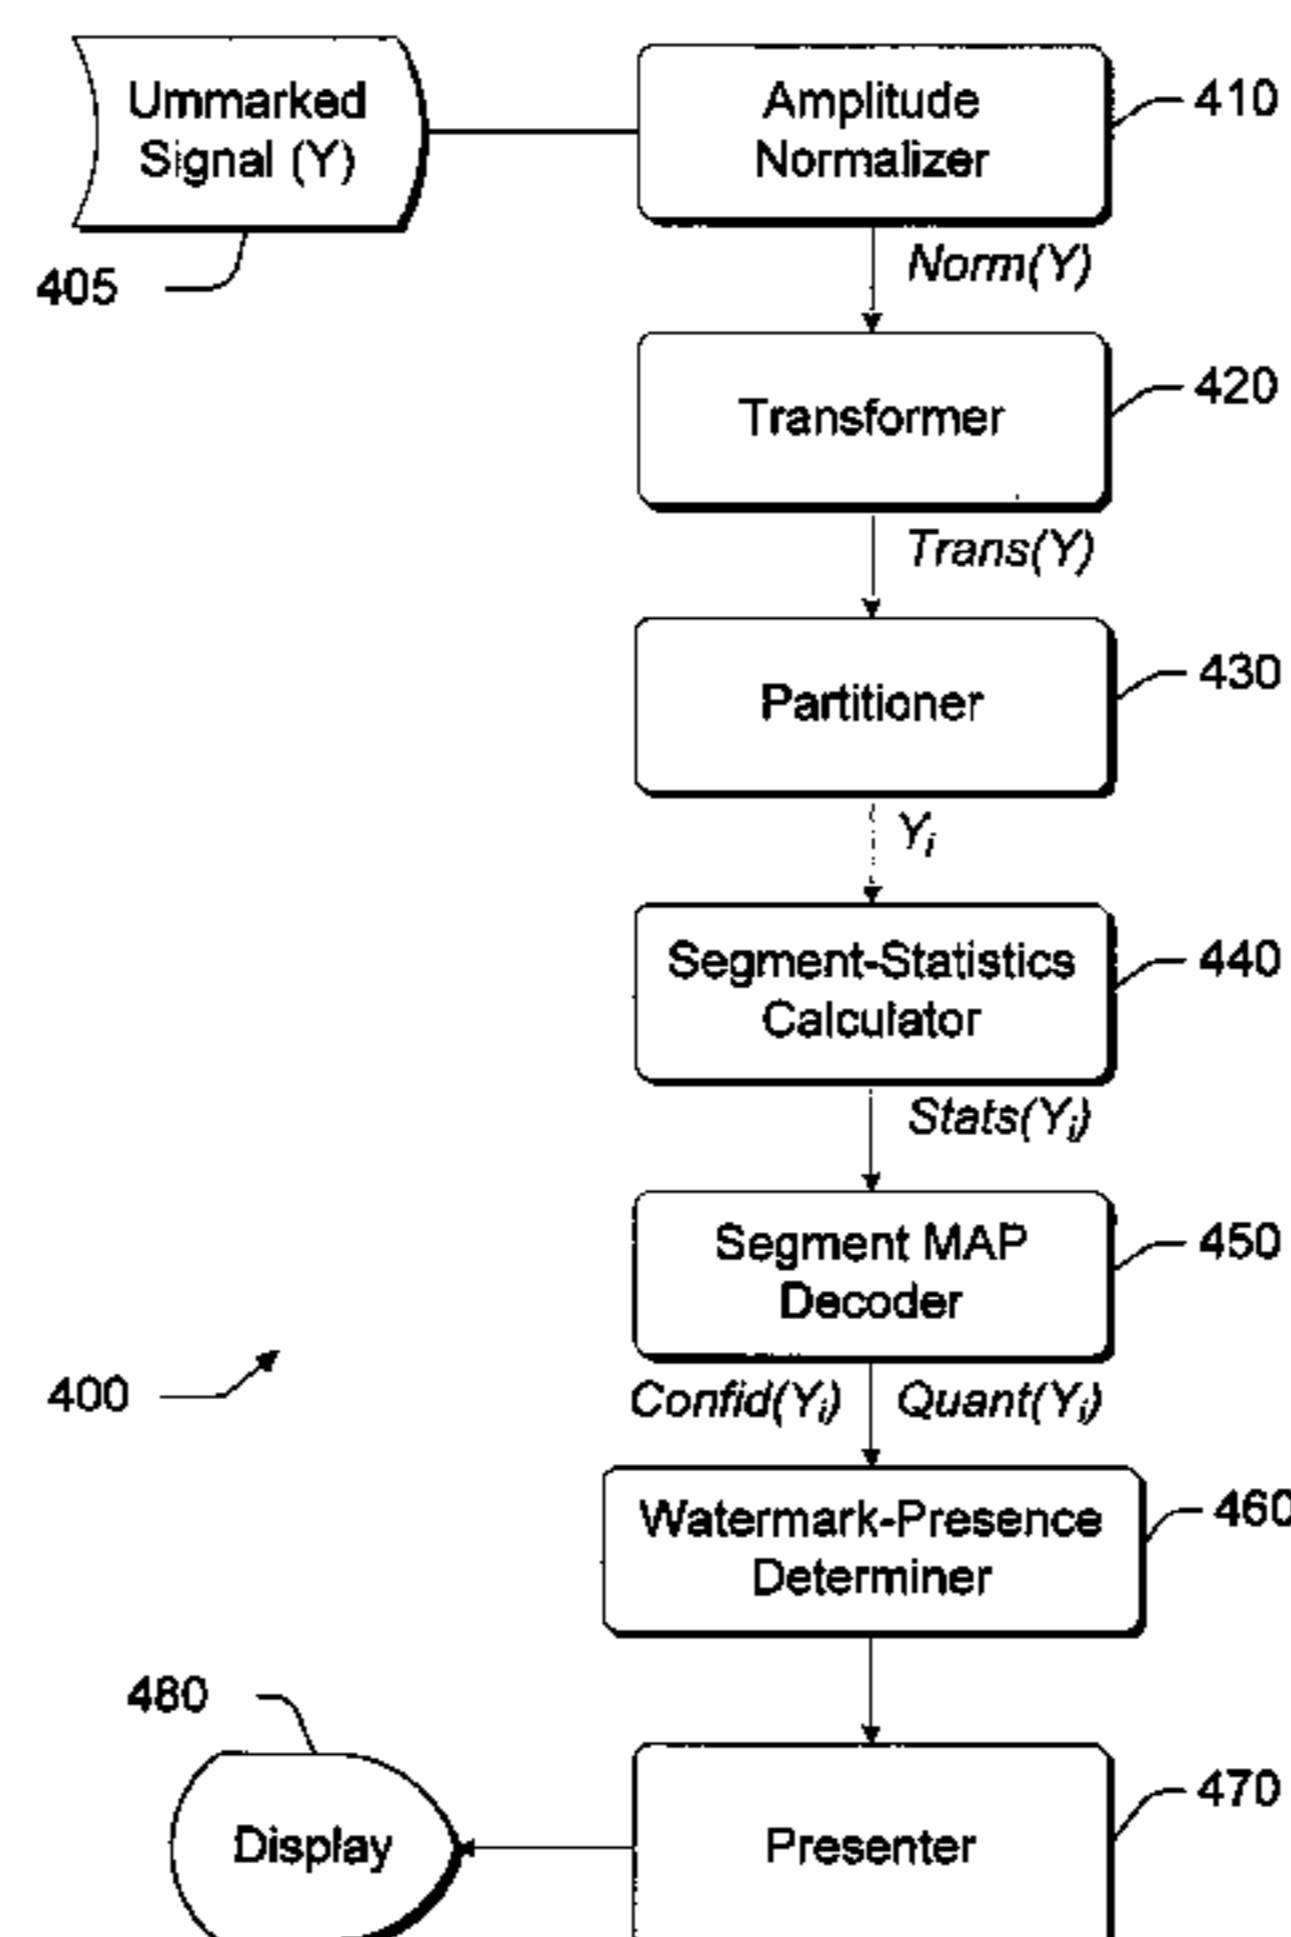 Ummarked
Signal (Y)
405
Amplitude
Normalizer
410
Norm(Y)
Transformer
420
Trans(Y)
Partitioner
430
Yi
Segment-Statistics
Calculator
440
Stats(Yi)
Segment MAP
Decoder
450
400
Confid(Yi) Quant(Yi)
Watermark-Presence
Determiner
460
480
Display
Presenter
470